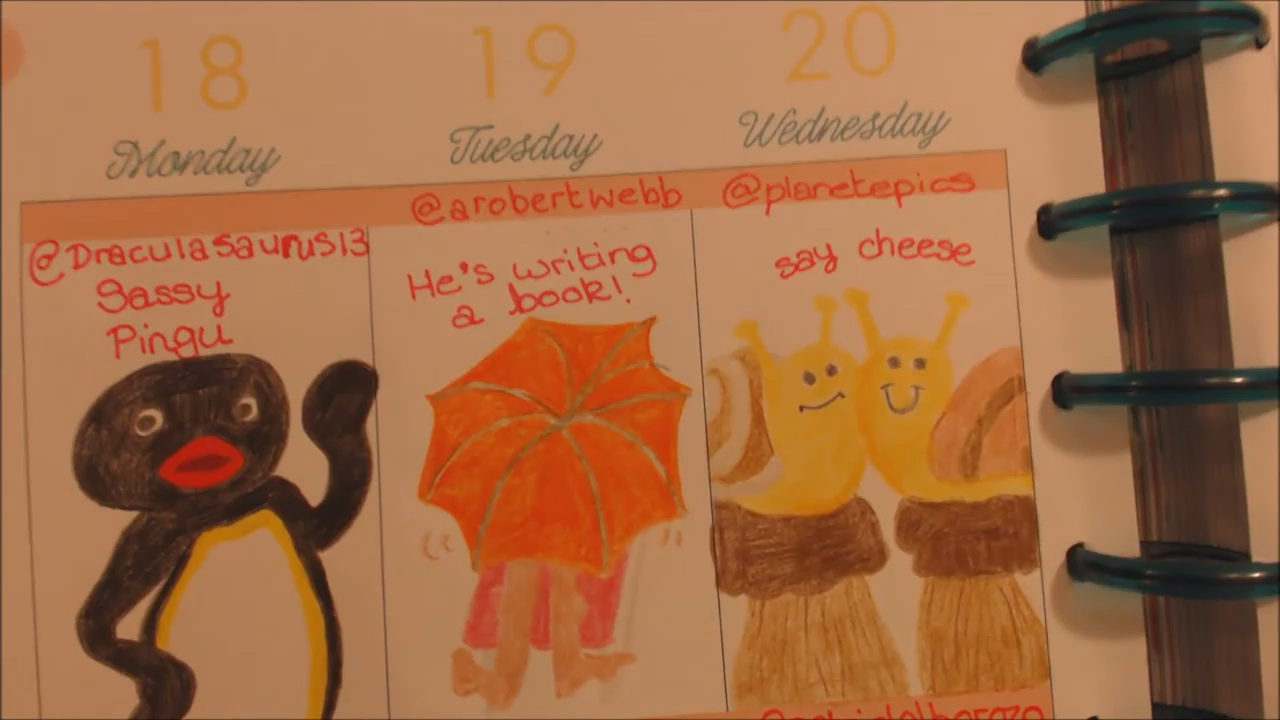 18
Monday
19
Tuesday
20
Wednesday
@Draculasaurus13
Sassy
Pingu
@arobertwebb
He's writing
a book!
@planetepics
say cheese